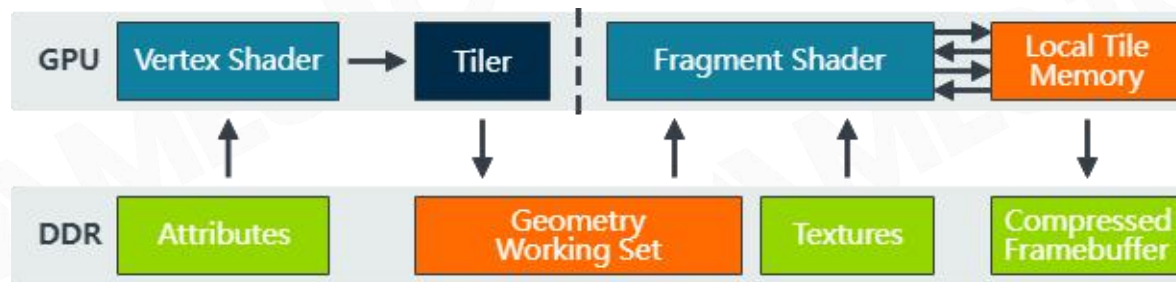 GPU
Vertex Shader
Tiler
Fragment Shader
Local Tile
Memory
DDR
Attributes
Geometry
Working Set
Textures
Compressed
Framebuffer